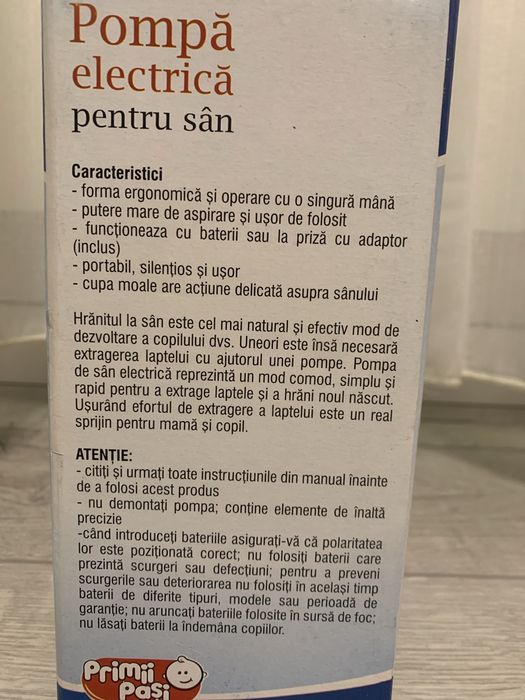 Pompă
electrică
pentru sân
Caracteristici
- forma ergonomică și operare cu o singură mână
- putere mare de aspirare și ușor de folosit
- funcționeaza cu baterii sau la priză cu adaptor
(inclus)
- portabil, silențios și ușor
- cupa moale are acțiune delicată asupra sânului
Hrănitul la sân este cel mai natural și efectiv mod de
dezvoltare a copilului dvs. Uneori este însă necesară
extragerea laptelui cu ajutorul unei pompe. Pompa
de sân electrică reprezintă un mod comod, simplu și
rapid pentru a extrage laptele și a hrăni noul născut.
Ușurând efortul de extragere a laptelui este un real
sprijin pentru mamă și copil.
ATENȚIE:
- citiți și urmați toate instrucțiunile din manual înainte
de a folosi acest produs
- nu demontați pompa; conține elemente de înaltă
precizie
-când introduceți bateriile asigurați-vă că polaritatea
lor este poziționată corect; nu folosiți baterii care
prezintă scurgeri sau defecțiuni; pentru a preveni
scurgerile sau deteriorarea nu folosiți în același timp
baterii de diferite tipuri, modele sau perioadă de
garanție; nu aruncați bateriile folosite în sursă de foc;
nu lăsați baterii la îndemâna copiilor.
Primii
Pași